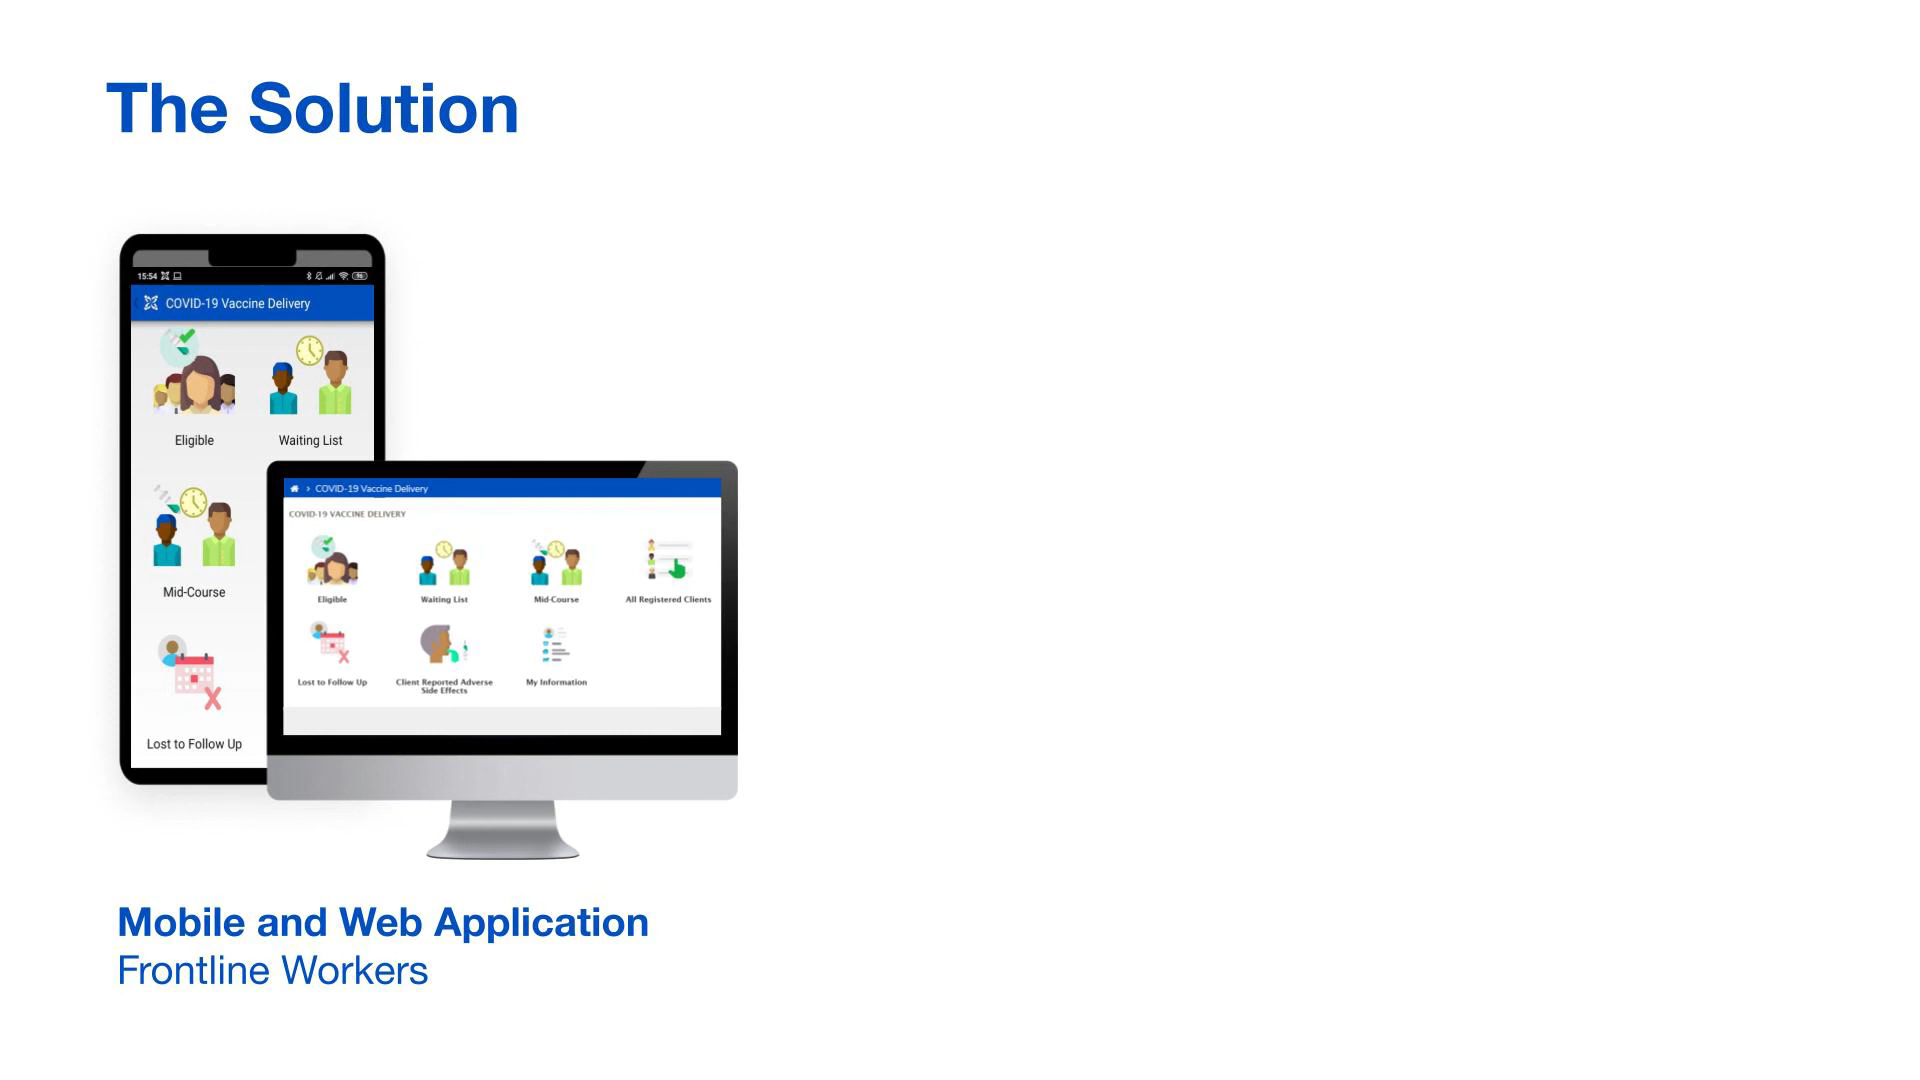 The Solution
15:54
96
COVID-19 Vaccine Delivery
Eligible
Waiting List
Mid-Course
Lost to Follow Up
COVID-19 Vaccine Delivery
COVID-19 VACCINE DELIVERY
Eligible
Waiting List
Mid-Course
All Registered Clients
Lost to Follow Up
Client Reported Adverse
Side Effects
My Information
Mobile and Web Application
Frontline Workers